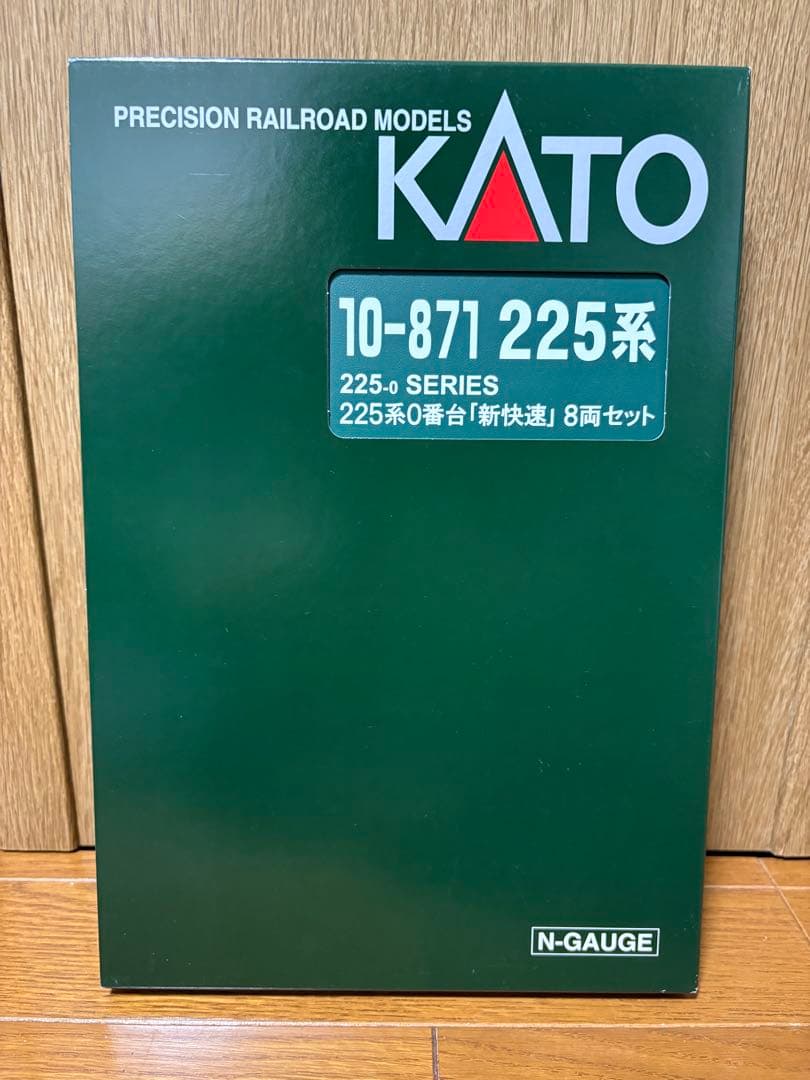 PRECISION RAILROAD MODELS
KATO
10-871 225系
225-0 SERIES
225系0番台「新快速」8両セット
N-GAUGE